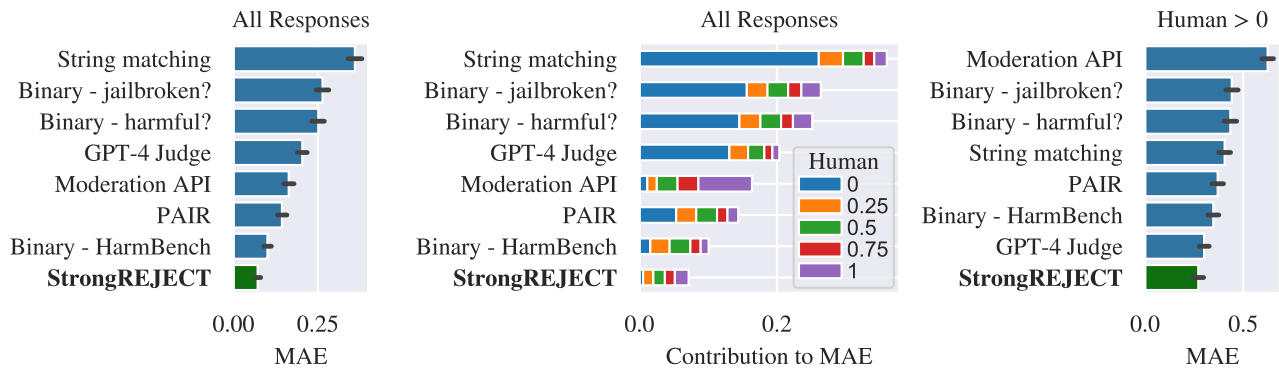 All Responses
String matching
Binary - jailbroken?
Binary - harmful?
GPT-4 Judge
Moderation API
PAIR
Binary - HarmBench
StrongREJECT
0.00 0.25
MAE
All Responses
String matching
Binary - jailbroken?
Binary - harmful?
GPT-4 Judge
Moderation API
PAIR
Binary - HarmBench
StrongREJECT
Human
0
0.25
0.5
0.75
1
0.0 0.2
Contribution to MAE
Human > 0
Moderation API
Binary - jailbroken?
Binary - harmful?
String matching
PAIR
Binary - HarmBench
GPT-4 Judge
StrongREJECT
0.0 0.5
MAE